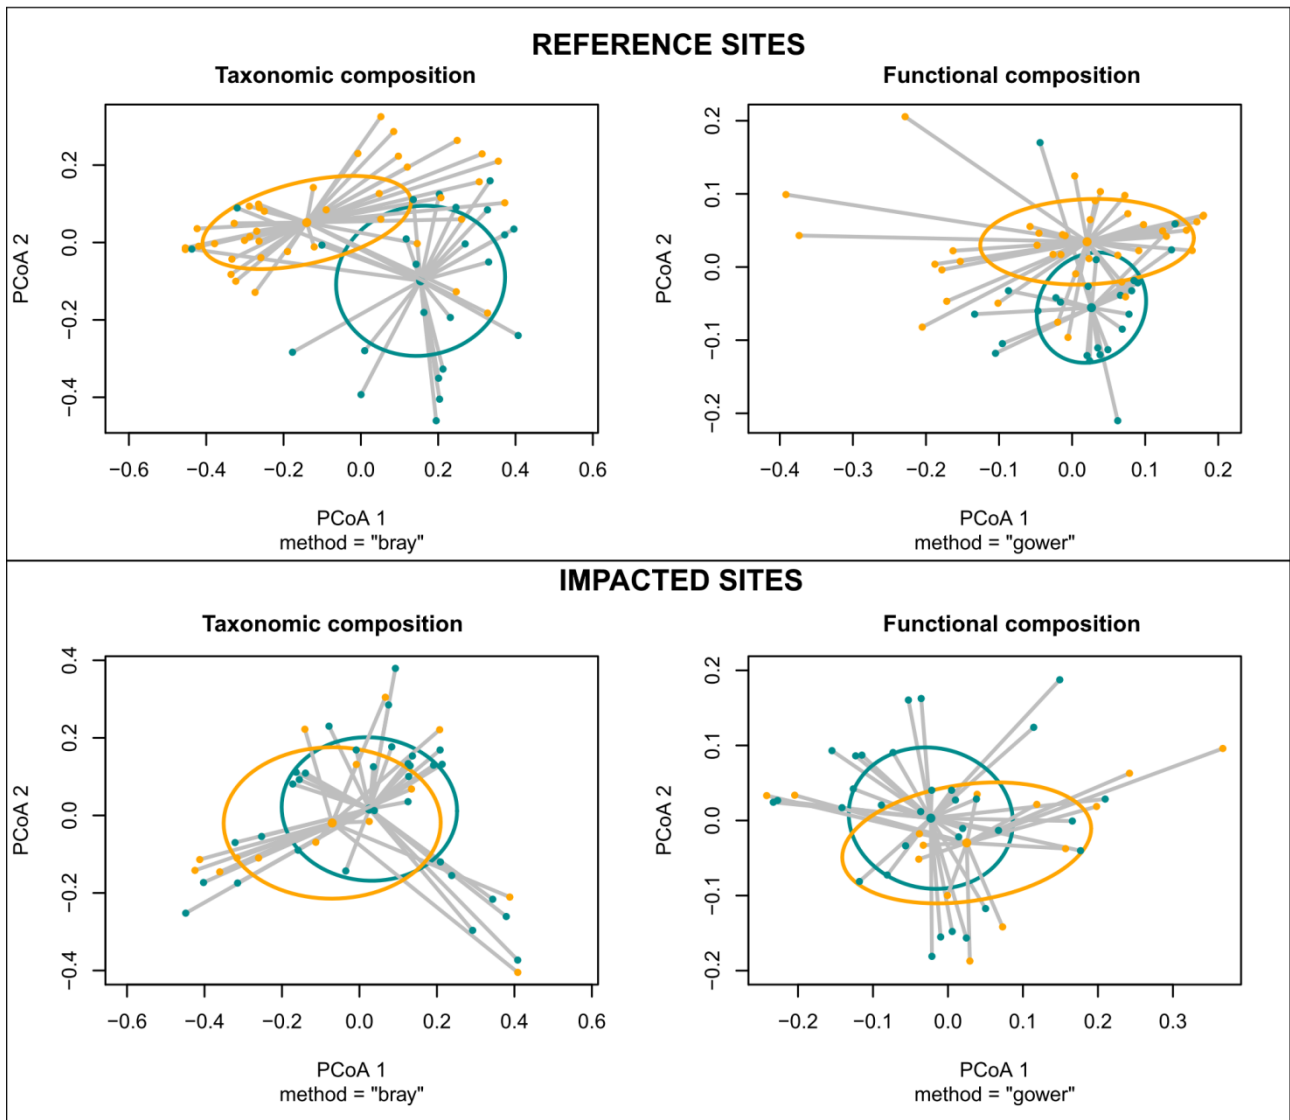 REFERENCE SITES
Taxonomic composition
PCoA 2
0.2
0.0
−0.2
−0.4
−0.6 −0.4 −0.2 0.0 0.2 0.4 0.6
PCoA 1
method = "bray"
Functional composition
PCoA 2
0.2
0.1
0.0
−0.1
−0.2
−0.4 −0.3 −0.2 −0.1 0.0 0.1 0.2
PCoA 1
method = "gower"
IMPACTED SITES
Taxonomic composition
PCoA 2
0.4
0.2
0.0
−0.2
−0.4
−0.6 −0.4 −0.2 0.0 0.2 0.4 0.6
PCoA 1
method = "bray"
Functional composition
PCoA 2
0.2
0.1
0.0
−0.1
−0.2
−0.2 −0.1 0.0 0.1 0.2 0.3
PCoA 1
method = "gower"